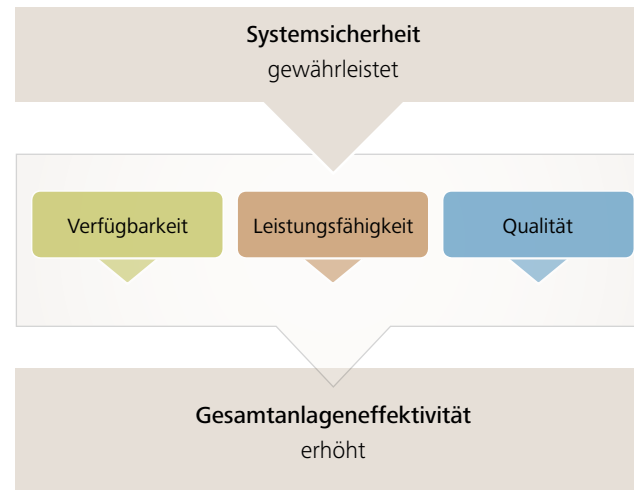 Systemsicherheit
gewährleistet
Verfügbarkeit
Leistungsfähigkeit
Qualität
Gesamtanlageneffektivität
erhöht